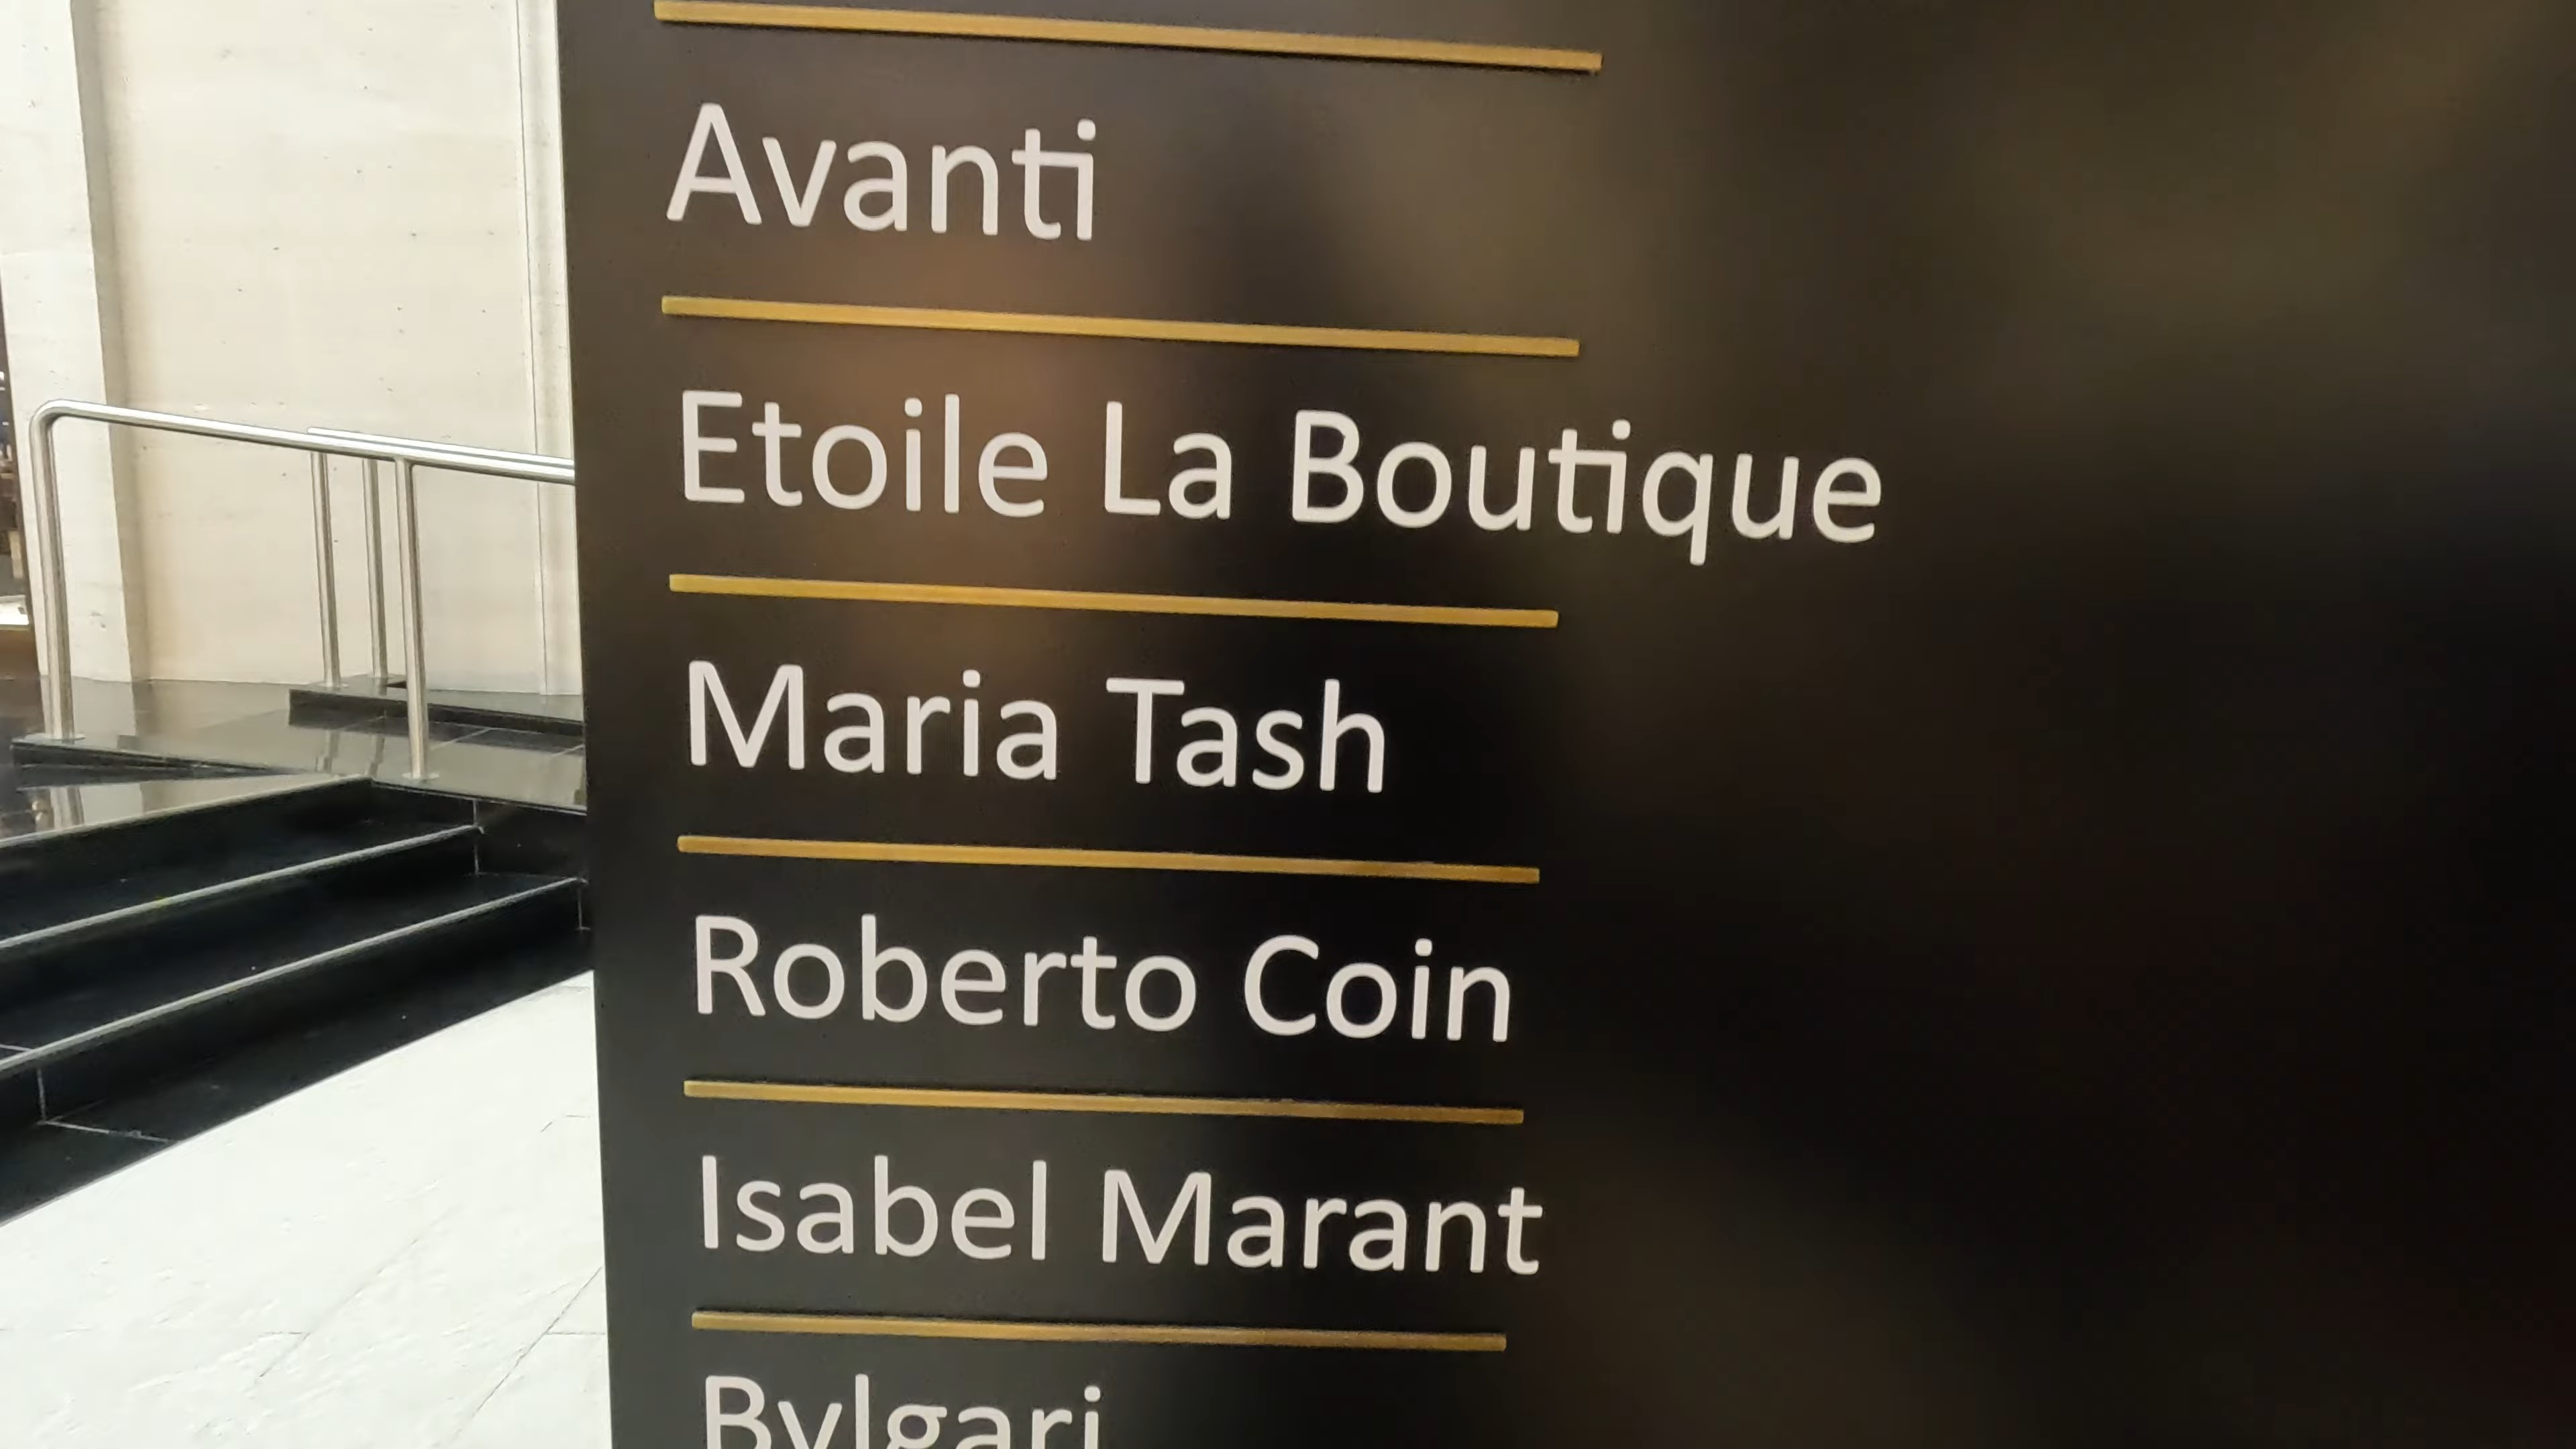 Avanti
Etoile La Boutique
Maria Tash
Roberto Coin
Isabel Marant
Bvlgari